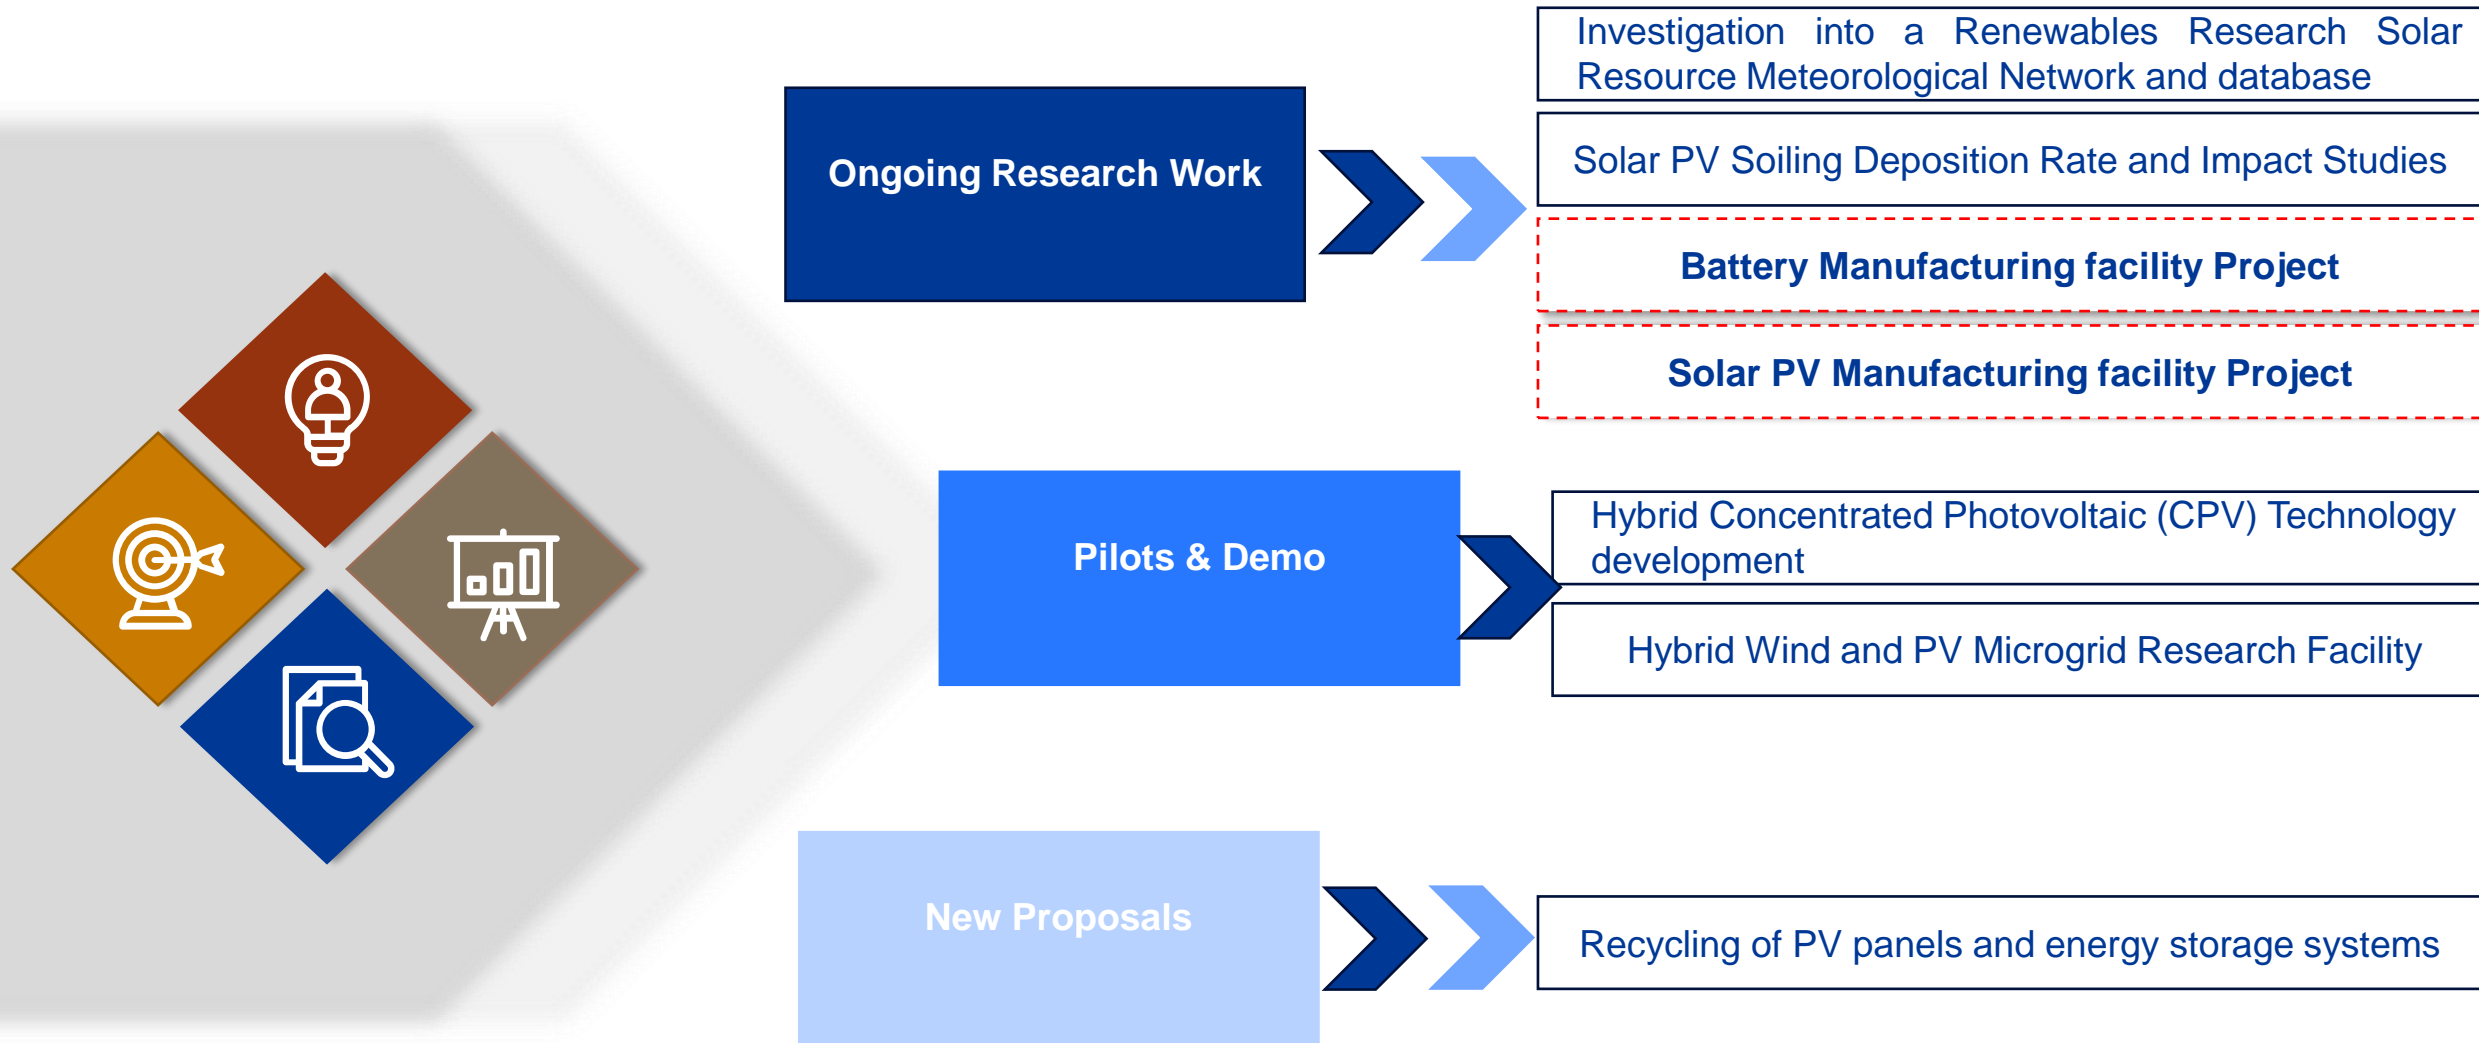 Ongoing Research Work
Investigation into a Renewables Research Solar
Resource Meteorological Network and database
Solar PV Soiling Deposition Rate and Impact Studies
Battery Manufacturing facility Project
Solar PV Manufacturing facility Project
Pilots & Demo
Hybrid Concentrated Photovoltaic (CPV) Technology
development
Hybrid Wind and PV Microgrid Research Facility
New Proposals
Recycling of PV panels and energy storage systems